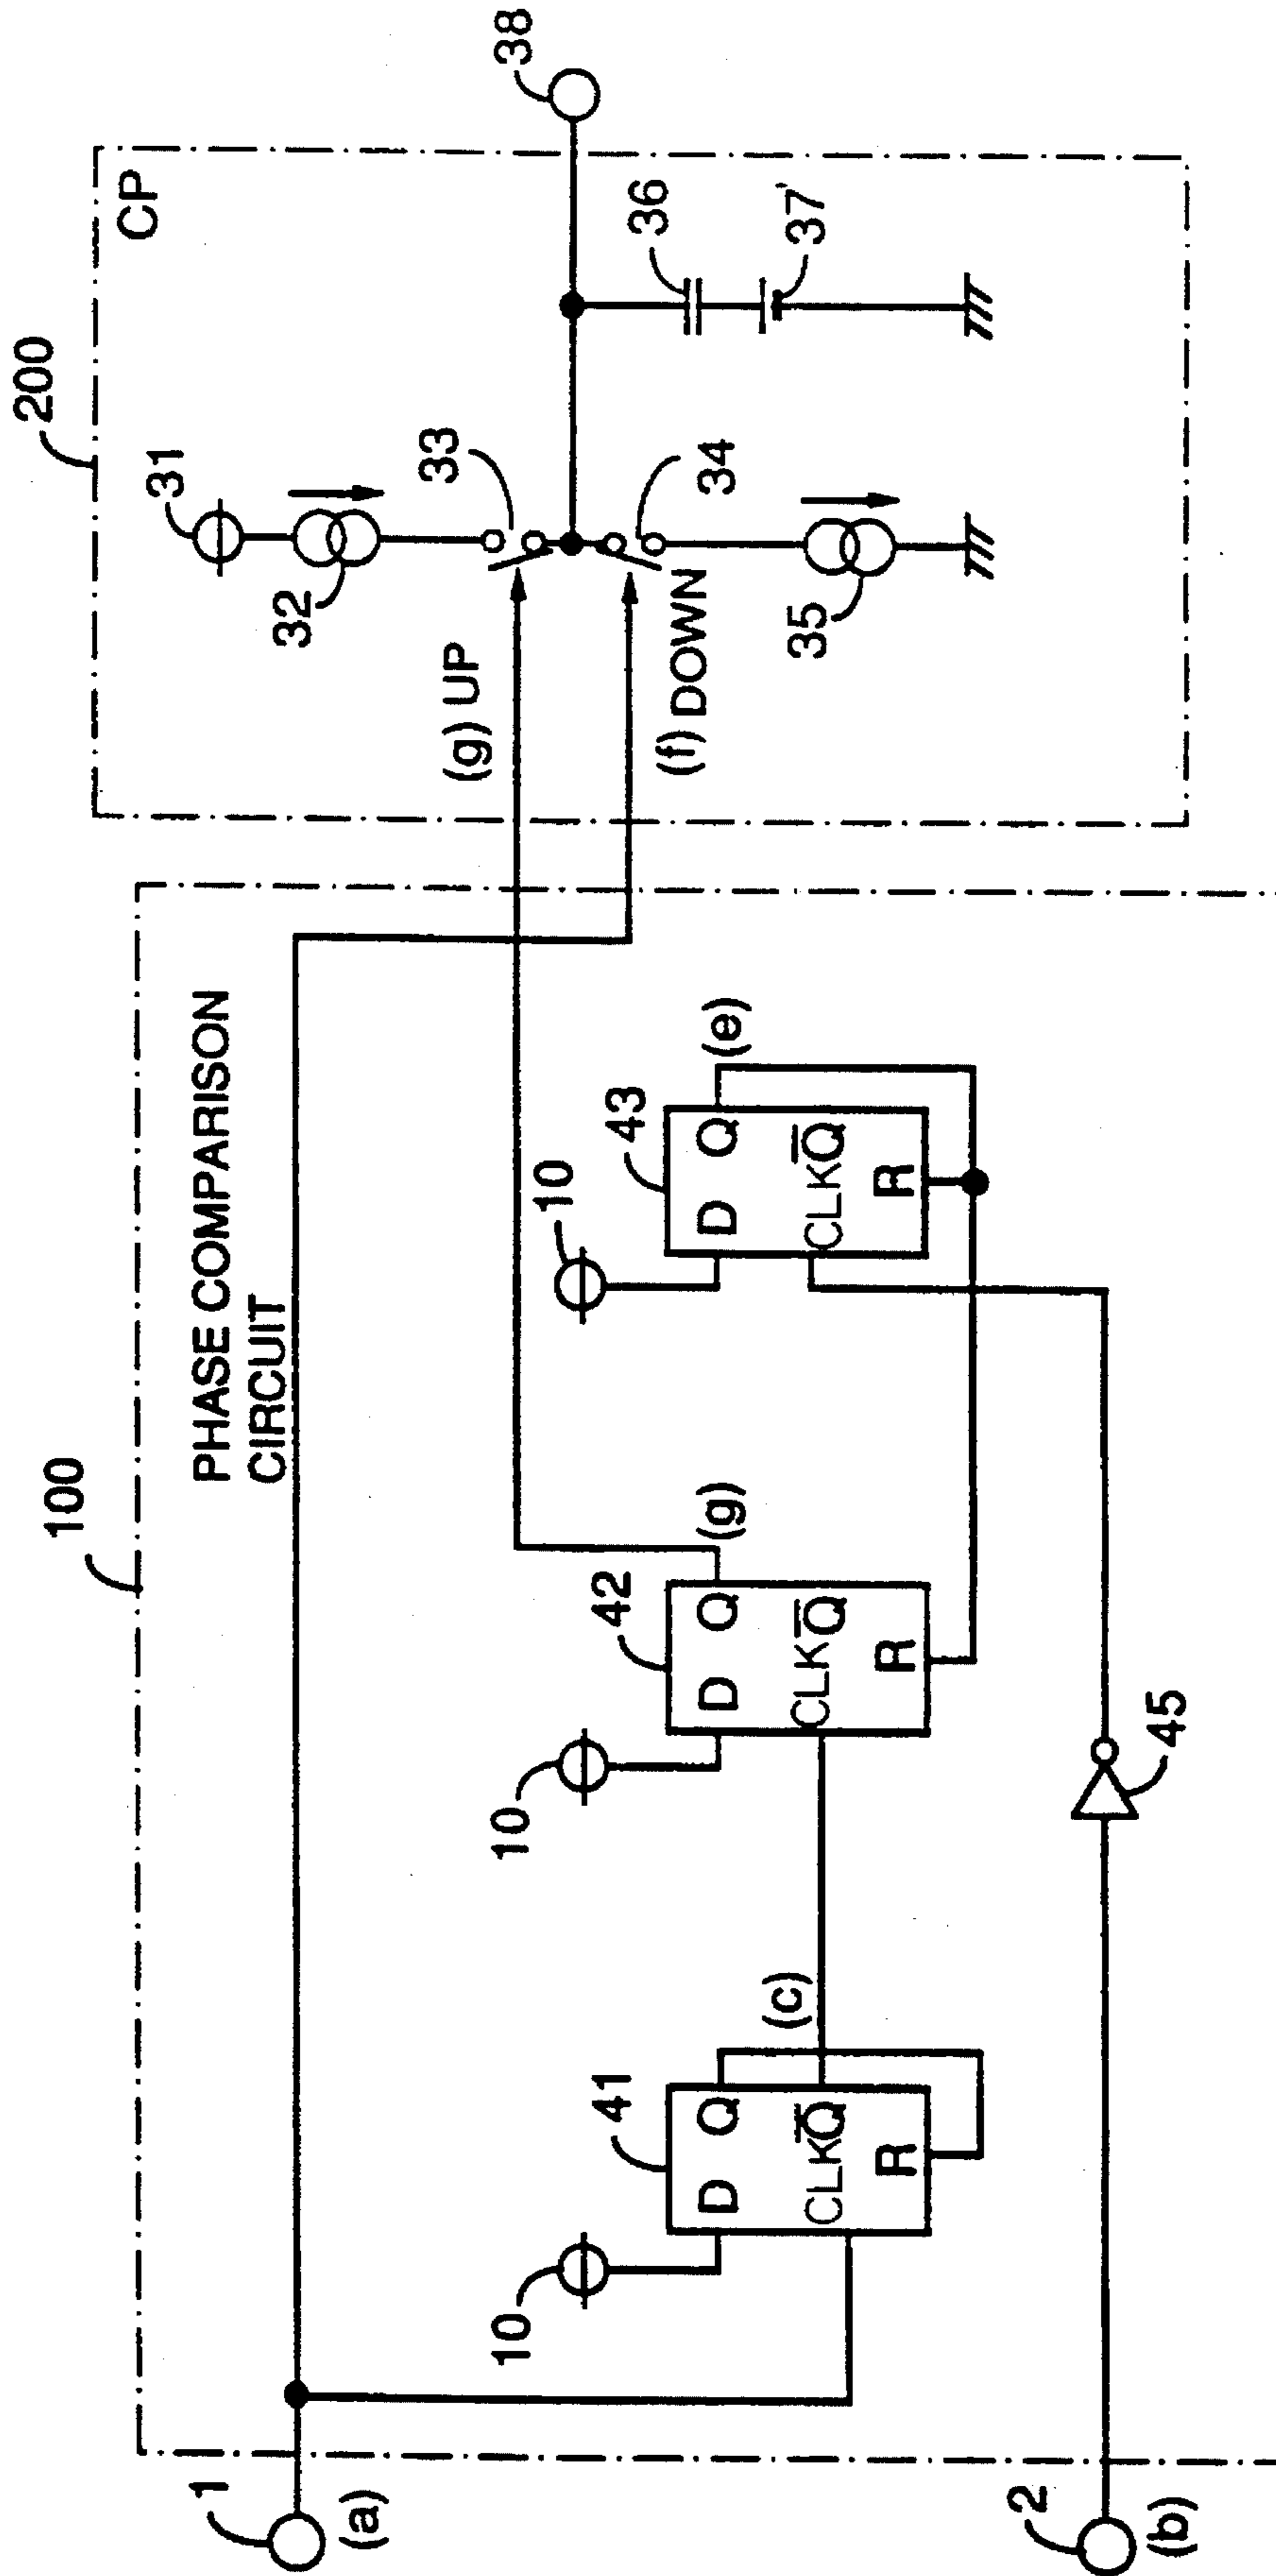 200
CP
31
32
33
34
35
36
37
38
(g) UP
(f) DOWN
100
PHASE COMPARISON
CIRCUIT
1
(a)
10
41
D Q
CLK Q̅
R
(c)
10
42
D Q
CLK Q̅
R
(g)
10
43
D Q
CLK Q̅
R
(e)
45
2
(b)